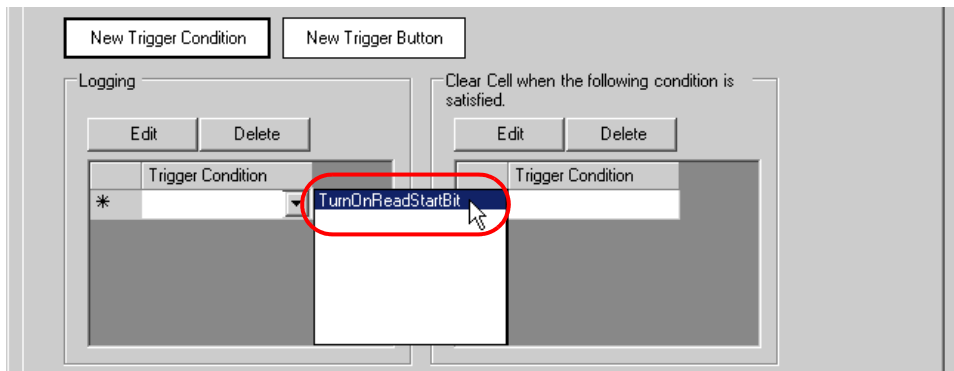 New Trigger Condition
New Trigger Button
Logging
Edit
Delete
Trigger Condition
*
TurnOnReadStartBit
Clear Cell when the following condition is
satisfied.
Edit
Delete
Trigger Condition